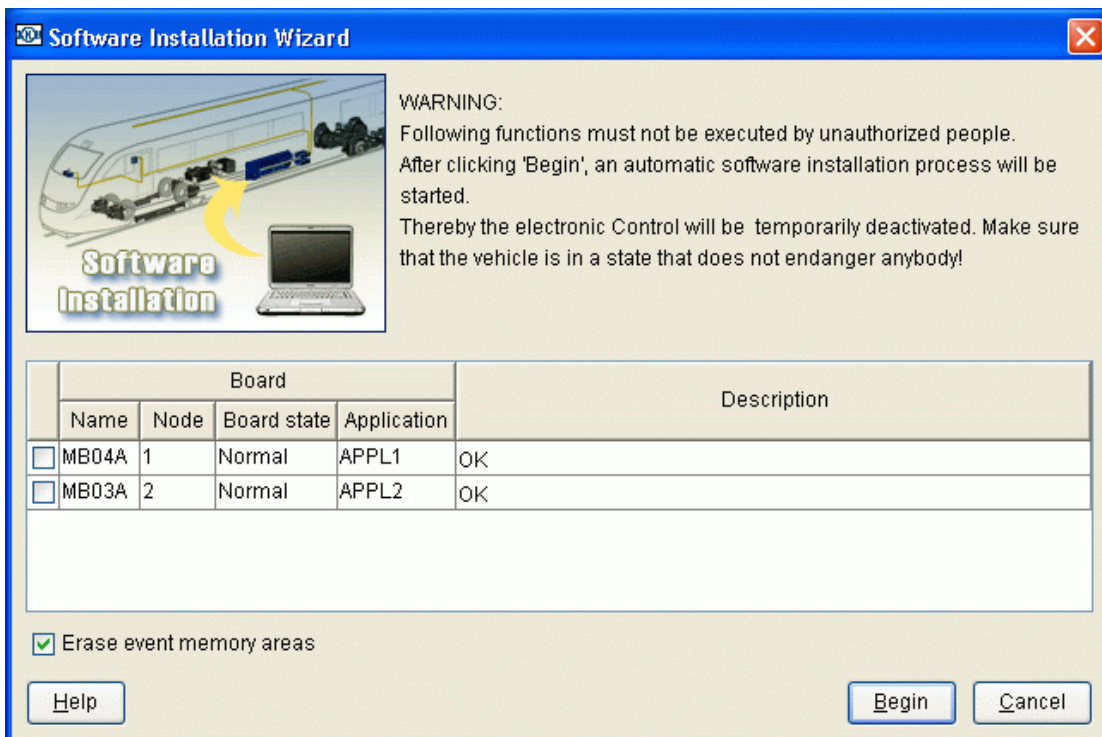 Software Installation Wizard
WARNING:
Following functions must not be executed by unauthorized people.
After clicking 'Begin', an automatic software installation process will be
started.
Thereby the electronic Control will be  temporarily deactivated. Make sure
that the vehicle is in a state that does not endanger anybody!
Software
Installation
Board
Description
Name Node Board state Application
MB04A 1 Normal APPL1 OK
MB03A 2 Normal APPL2 OK
Erase event memory areas
Help Begin Cancel